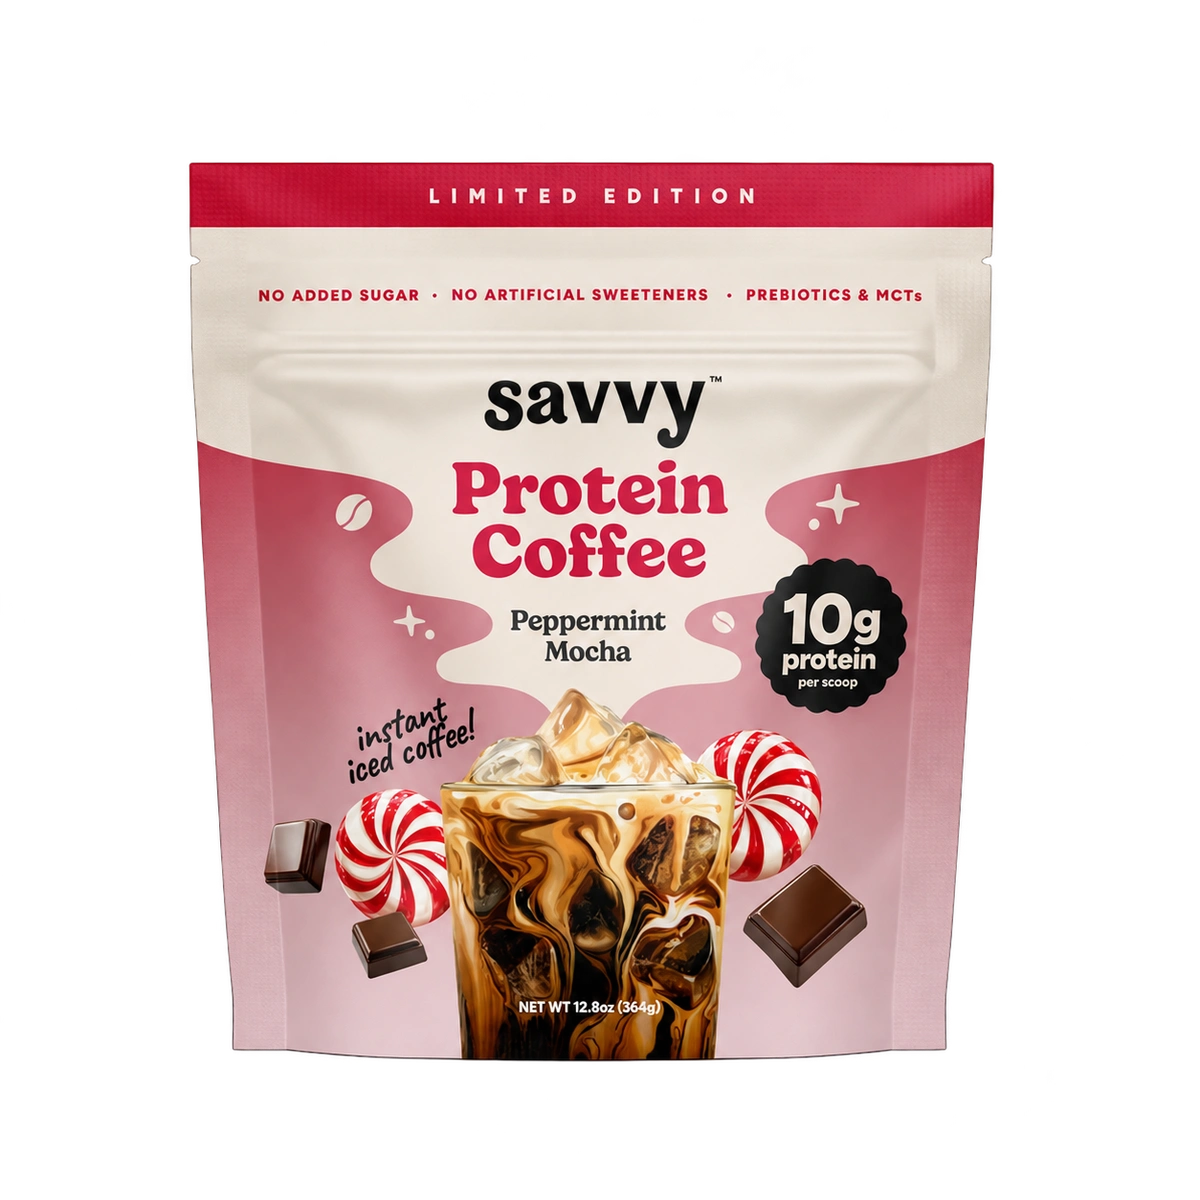 LIMITED EDITION
NO ADDED SUGAR • NO ARTIFICIAL SWEETENERS • PREBIOTICS & MCTs
savvy™
Protein
Coffee
Peppermint
Mocha
10g
protein
per scoop
instant
iced coffee!
NET WT 12.8oz (364g)